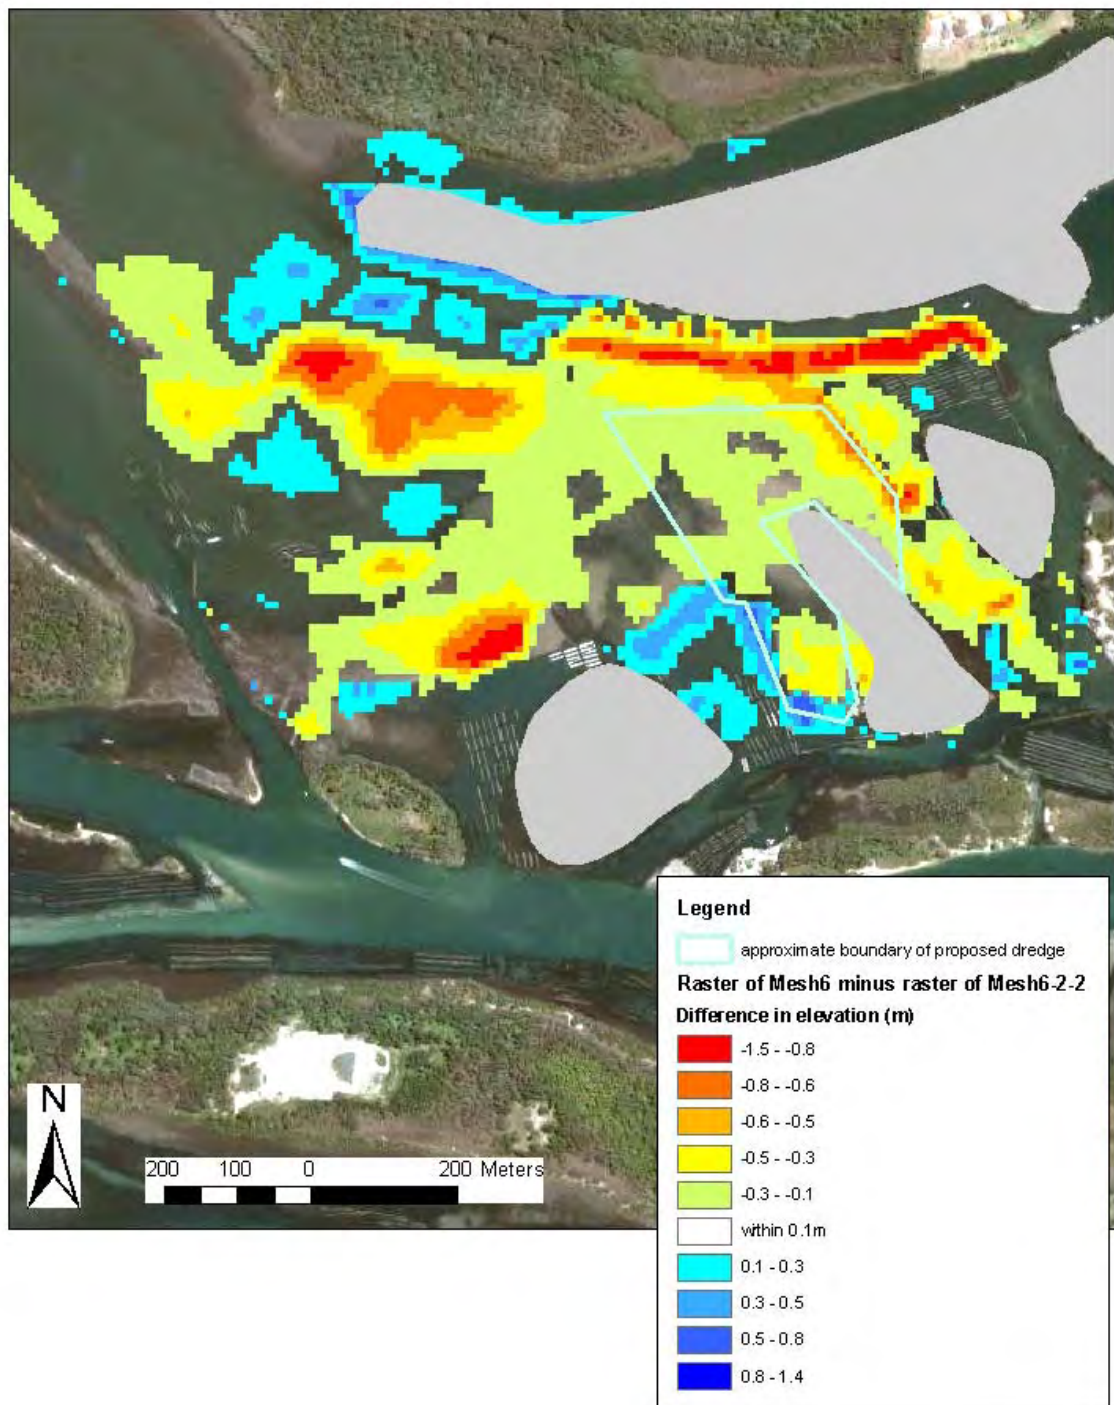 Legend
approximate boundary of proposed dredge
Raster of Mesh6 minus raster of Mesh6-2-2
Difference in elevation (m)
-1.5 - -0.8
-0.8 - -0.6
-0.6 - -0.5
-0.5 - -0.3
-0.3 - -0.1
within 0.1m
0.1 - 0.3
0.3 - 0.5
0.5 - 0.8
0.8 - 1.4
N
200 100 0 200 Meters